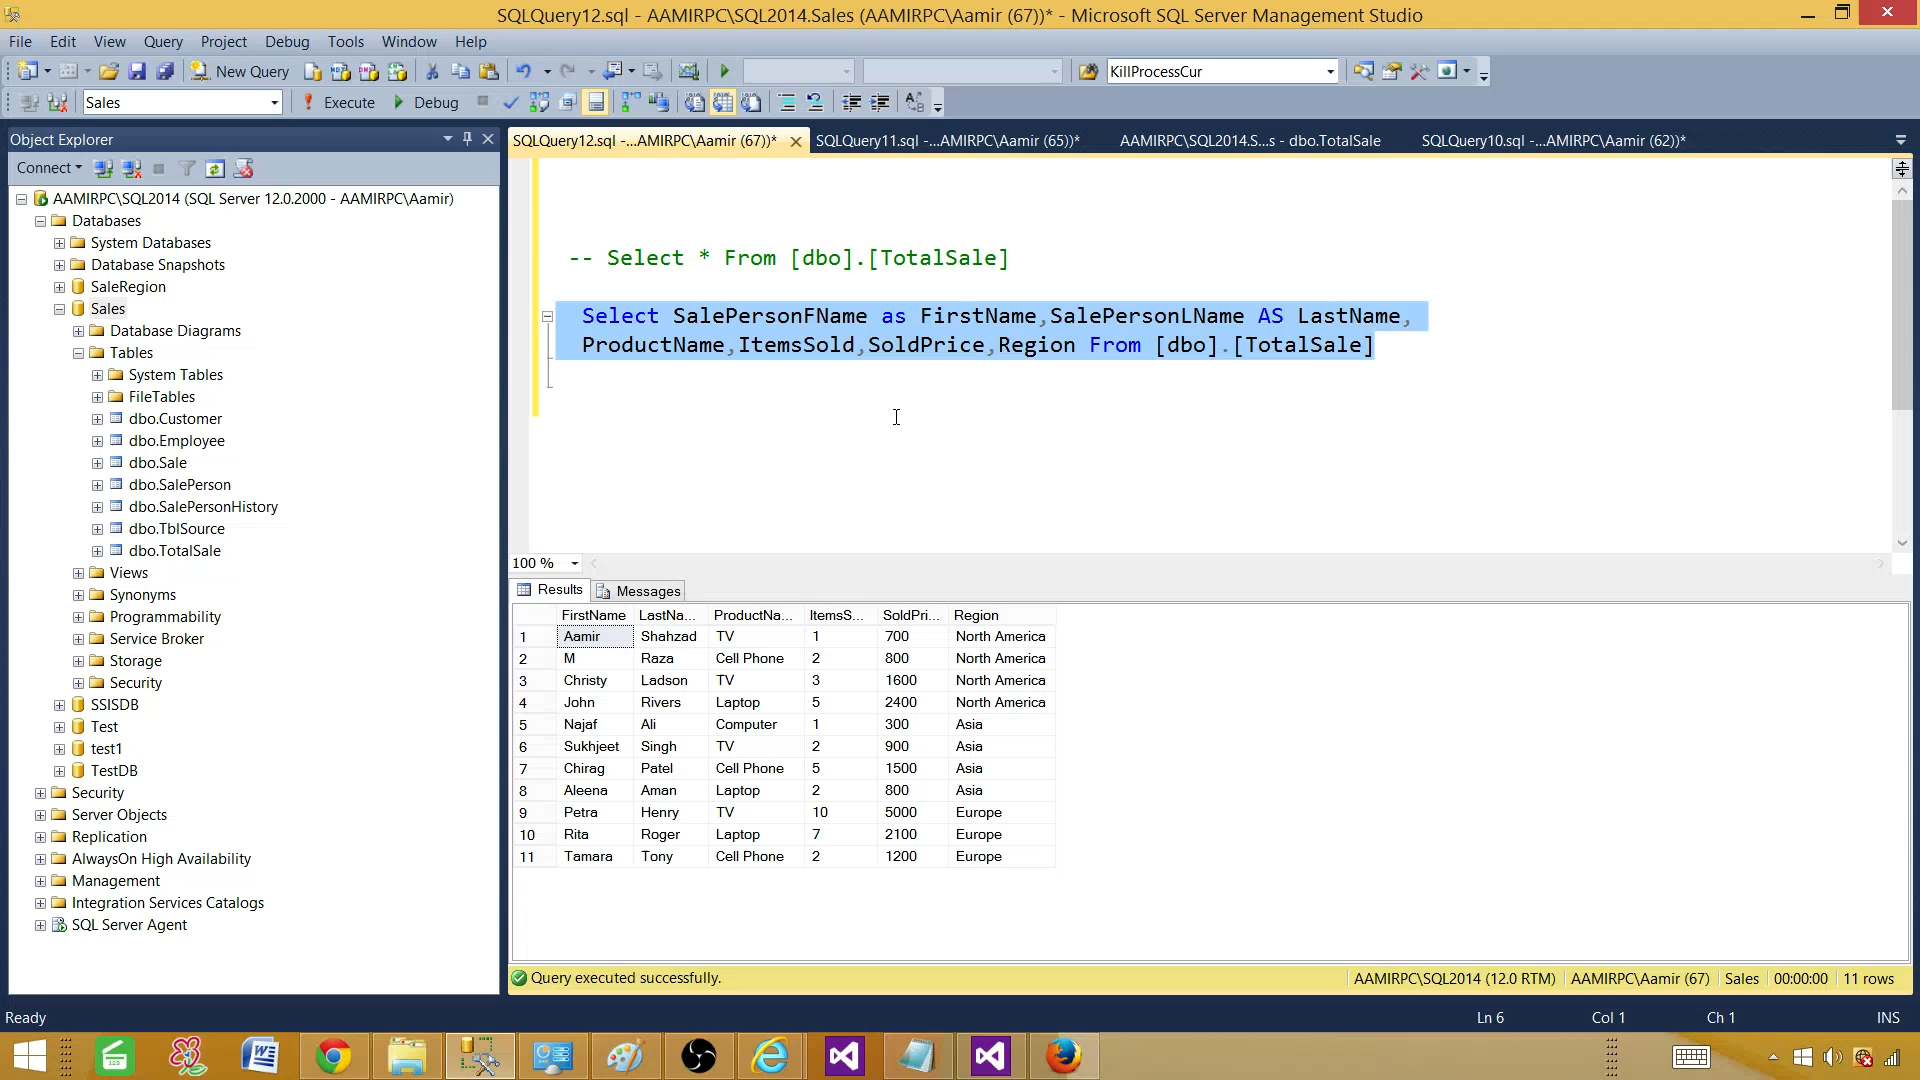 SQLQuery12.sql - AAMIRPC\SQL2014.Sales (AAMIRPC\Aamir (67))* - Microsoft SQL Server Management Studio
File Edit View Query Project Debug Tools Window Help
New Query KillProcessCur
Sales Execute Debug
Object Explorer
SQLQuery12.sql -...AMIRPC\Aamir (67))* SQLQuery11.sql -...AMIRPC\Aamir (65))* AAMIRPC\SQL2014.S...s - dbo.TotalSale SQLQuery10.sql -...AMIRPC\Aamir (62))*
Connect
AAMIRPC\SQL2014 (SQL Server 12.0.2000 - AAMIRPC\Aamir)
Databases
System Databases
Database Snapshots
SaleRegion
Sales
Database Diagrams
Tables
System Tables
FileTables
dbo.Customer
dbo.Employee
dbo.Sale
dbo.SalePerson
dbo.SalePersonHistory
dbo.TblSource
dbo.TotalSale
Views
Synonyms
Programmability
Service Broker
Storage
Security
SSISDB
Test
test1
TestDB
Security
Server Objects
Replication
AlwaysOn High Availability
Management
Integration Services Catalogs
SQL Server Agent
-- Select * From [dbo].[TotalSale]
Select SalePersonFName as FirstName,SalePersonLName AS LastName,
ProductName,ItemsSold,SoldPrice,Region From [dbo].[TotalSale]
100 %
Results Messages
FirstName LastNa... ProductNa... ItemsS... SoldPri... Region
1 Aamir Shahzad TV 1 700 North America
2 M Raza Cell Phone 2 800 North America
3 Christy Ladson TV 3 1600 North America
4 John Rivers Laptop 5 2400 North America
5 Najaf Ali Computer 1 300 Asia
6 Sukhjeet Singh TV 2 900 Asia
7 Chirag Patel Cell Phone 5 1500 Asia
8 Aleena Aman Laptop 2 800 Asia
9 Petra Henry TV 10 5000 Europe
10 Rita Roger Laptop 7 2100 Europe
11 Tamara Tony Cell Phone 2 1200 Europe
Query executed successfully. AAMIRPC\SQL2014 (12.0 RTM) AAMIRPC\Aamir (67) Sales 00:00:00 11 rows
Ready Ln 6 Col 1 Ch 1 INS